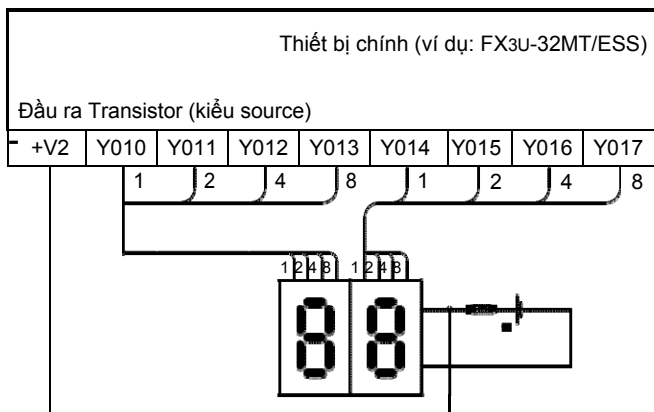 Thiết bị chính (ví dụ: FX3U-32MT/ESS)
Đầu ra Transistor (kiểu source)
+V2 Y010 Y011 Y012 Y013 Y014 Y015 Y016 Y017
1 2 4 8 1 2 4 8
1 2 4 8 1 2 4 8
8 8